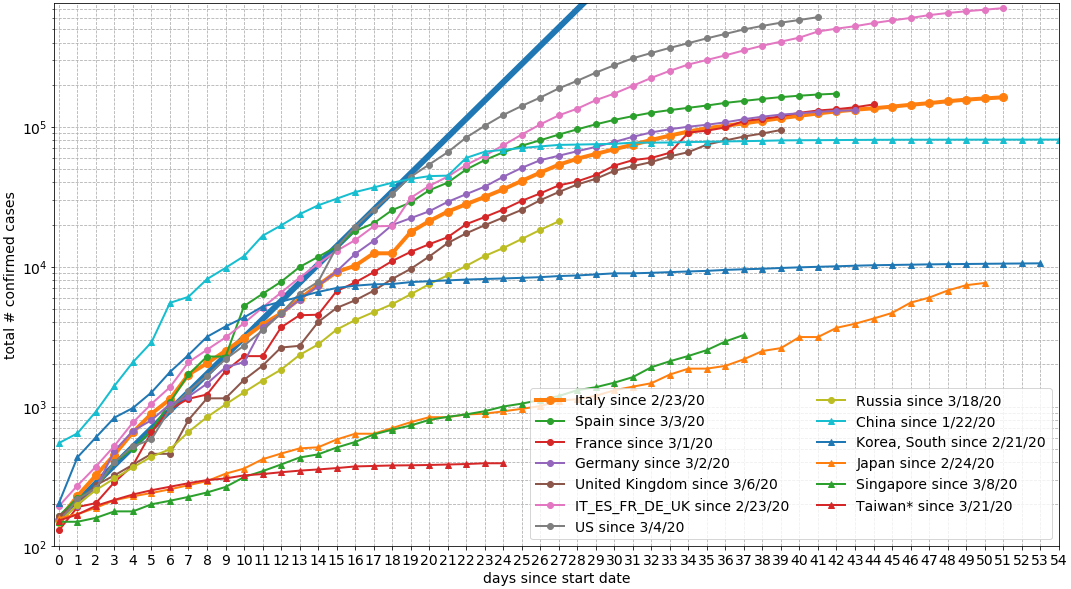 total # confirmed cases
10^5
10^4
10^3
10^2
Italy since 2/23/20
Spain since 3/3/20
France since 3/1/20
Germany since 3/2/20
United Kingdom since 3/6/20
IT_ES_FR_DE_UK since 2/23/20
US since 3/4/20
Russia since 3/18/20
China since 1/22/20
Korea, South since 2/21/20
Japan since 2/24/20
Singapore since 3/8/20
Taiwan* since 3/21/20
0 1 2 3 4 5 6 7 8 9 10 11 12 13 14 15 16 17 18 19 20 21 22 23 24 25 26 27 28 29 30 31 32 33 34 35 36 37 38 39 40 41 42 43 44 45 46 47 48 49 50 51 52 53 54
days since start date